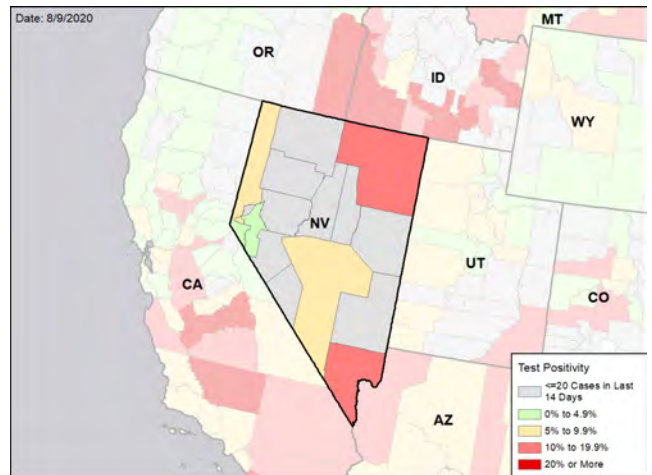 Date: 8/9/2020
MT
OR
ID
WY
NV
UT
CA
CO
AZ
Test Positivity
<=20 Cases in Last
14 Days
0% to 4.9%
5% to 9.9%
10% to 19.9%
20% or More